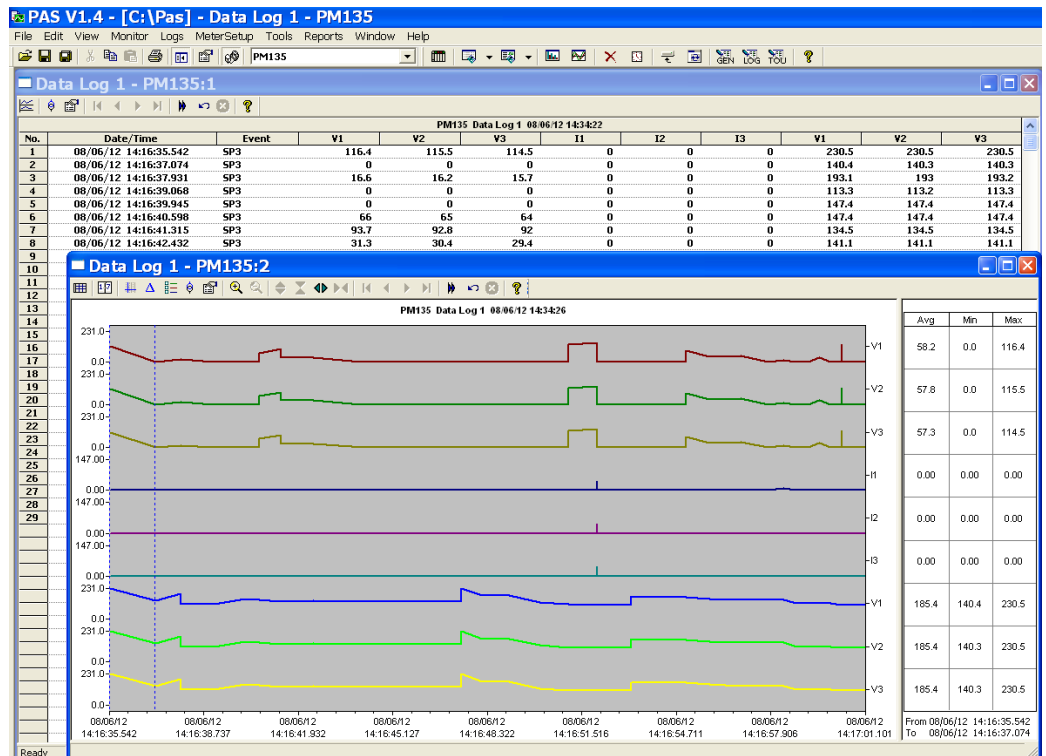 PAS V1.4 - [C:\Pas] - Data Log 1 - PM135
File Edit View Monitor Logs MeterSetup Tools Reports Window Help
PM135 GEN LOG TOU
Data Log 1 - PM135:1
PM135 Data Log 1 08/06/12 14:34:22
No. Date/Time Event V1 V2 V3 I1 I2 I3 V1 V2 V3
1 08/06/12 14:16:35.542 SP3 116.4 115.5 114.5 0 0 0 230.5 230.5 230.5
2 08/06/12 14:16:37.074 SP3 0 0 0 0 0 0 140.4 140.3 140.3
3 08/06/12 14:16:37.931 SP3 16.6 16.2 15.7 0 0 0 193.1 193 193.2
4 08/06/12 14:16:39.068 SP3 0 0 0 0 0 0 113.3 113.2 113.3
5 08/06/12 14:16:39.945 SP3 0 0 0 0 0 0 147.4 147.4 147.4
6 08/06/12 14:16:40.598 SP3 66 65 64 0 0 0 147.4 147.4 147.4
7 08/06/12 14:16:41.315 SP3 93.7 92.8 92 0 0 0 134.5 134.5 134.5
8 08/06/12 14:16:42.432 SP3 31.3 30.4 29.4 0 0 0 141.1 141.1 141.1
9
10
11
12
13
14
15
16
17
18
19
20
21
22
23
24
25
26
27
28
29
Data Log 1 - PM135:2
PM135 Data Log 1 08/06/12 14:34:26
Avg Min Max
231.0
V1 58.2 0.0 116.4
0.0
231.0
V2 57.8 0.0 115.5
0.0
231.0
V3 57.3 0.0 114.5
0.0
147.00
I1 0.00 0.00 0.00
0.00
147.00
I2 0.00 0.00 0.00
0.00
147.00
I3 0.00 0.00 0.00
0.00
231.0
V1 185.4 140.4 230.5
0.0
231.0
V2 185.4 140.3 230.5
0.0
231.0
V3 185.4 140.3 230.5
0.0
08/06/12 08/06/12 08/06/12 08/06/12 08/06/12 08/06/12 08/06/12 08/06/12 08/06/12
14:16:35.542 14:16:38.737 14:16:41.932 14:16:45.127 14:16:48.322 14:16:51.516 14:16:54.711 14:16:57.906 14:17:01.101
From 08/06/12 14:16:35.542
To 08/06/12 14:16:37.074
Ready